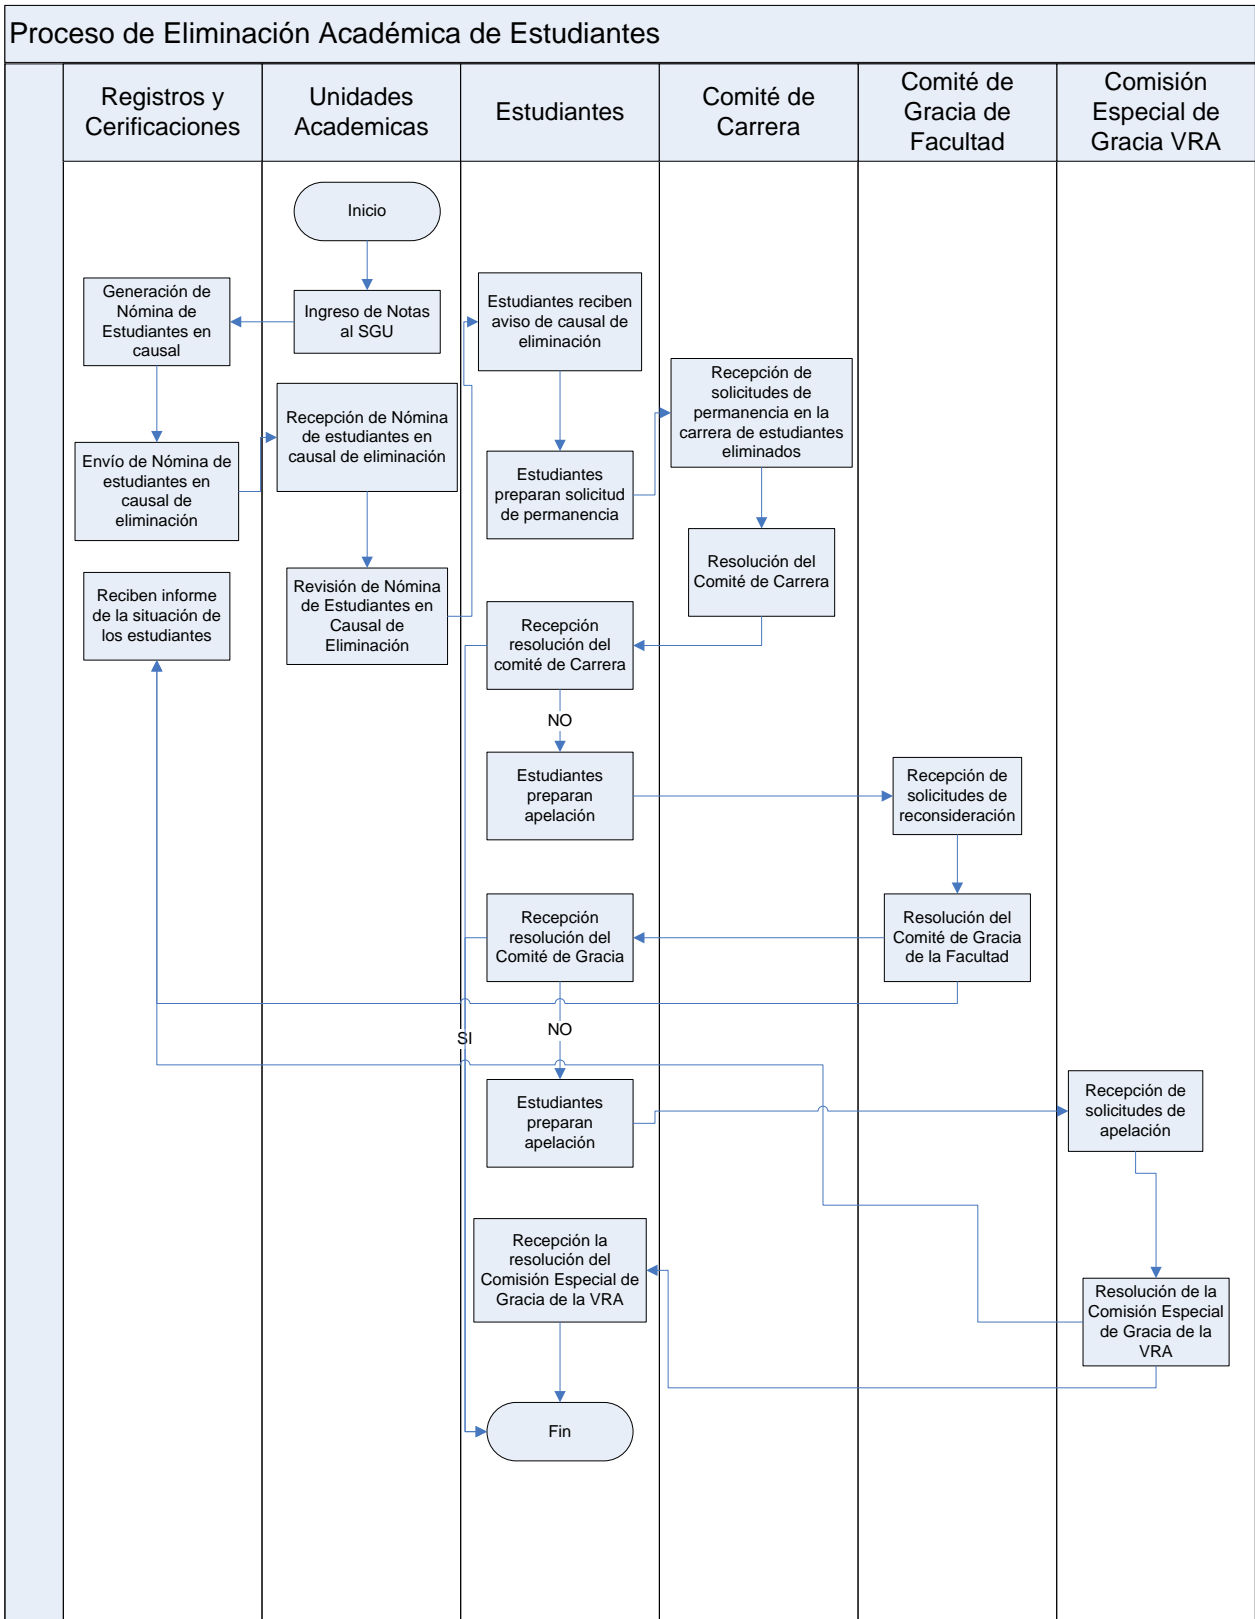 Proceso de Eliminación Académica de Estudiantes
Registros y
Cerificaciones
Unidades
Academicas
Estudiantes
Comité de
Carrera
Comité de
Gracia de
Facultad
Comisión
Especial de
Gracia VRA
Inicio
Generación de
Nómina de
Estudiantes en
causal
Ingreso de Notas
al SGU
Estudiantes reciben
aviso de causal de
eliminación
Recepción de
solicitudes de
permanencia en la
carrera de estudiantes
eliminados
Recepción de Nómina
de estudiantes en
causal de eliminación
Envío de Nómina de
estudiantes en
causal de
eliminación
Estudiantes
preparan solicitud
de permanencia
Resolución del
Comité de Carrera
Reciben informe
de la situación de
los estudiantes
Revisión de Nómina
de Estudiantes en
Causal de
Eliminación
Recepción
resolución del
comité de Carrera
NO
Estudiantes
preparan
apelación
Recepción de
solicitudes de
reconsideración
Recepción
resolución del
Comité de Gracia
Resolución del
Comité de Gracia
de la Facultad
NO
SI
Estudiantes
preparan
apelación
Recepción de
solicitudes de
apelación
Recepción la
resolución del
Comisión Especial de
Gracia de la VRA
Resolución de la
Comisión Especial
de Gracia de la
VRA
Fin